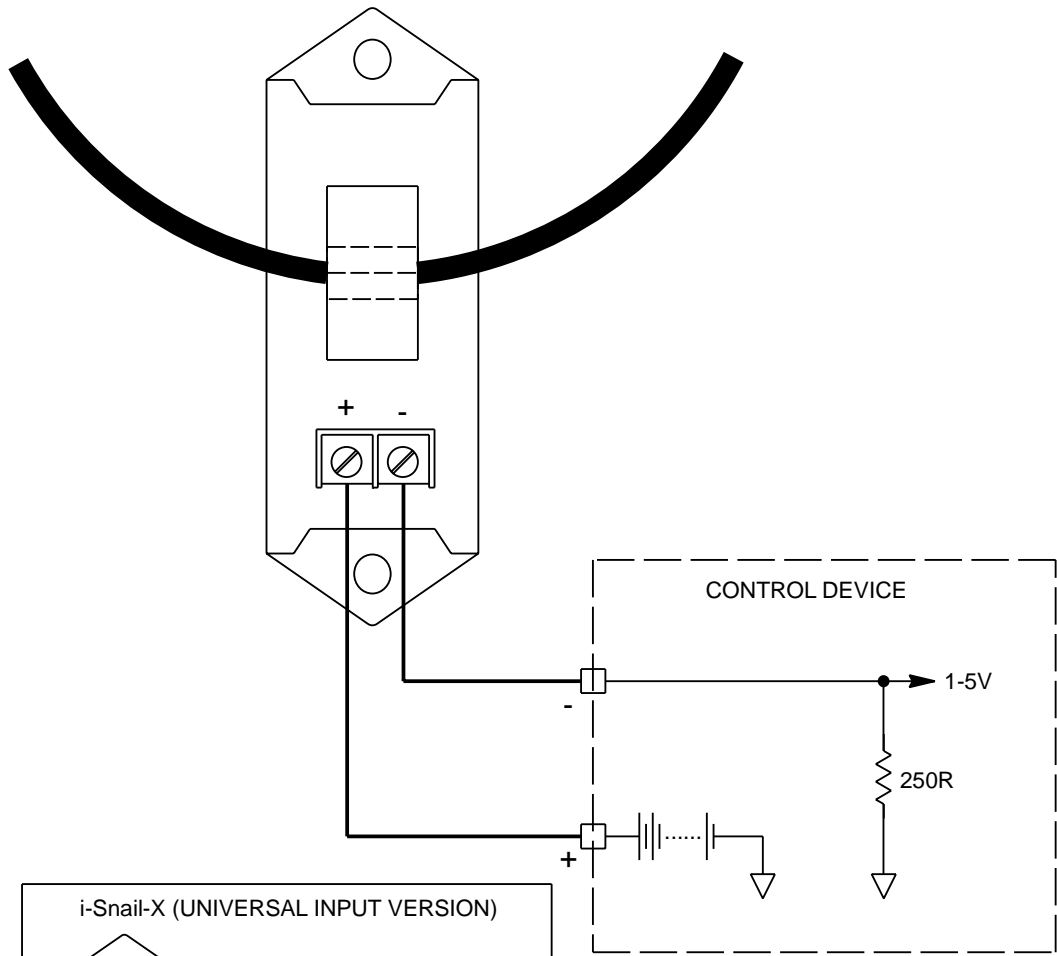 + -
CONTROL DEVICE
1-5V
-
250R
+
i-Snail-X (UNIVERSAL INPUT VERSION)